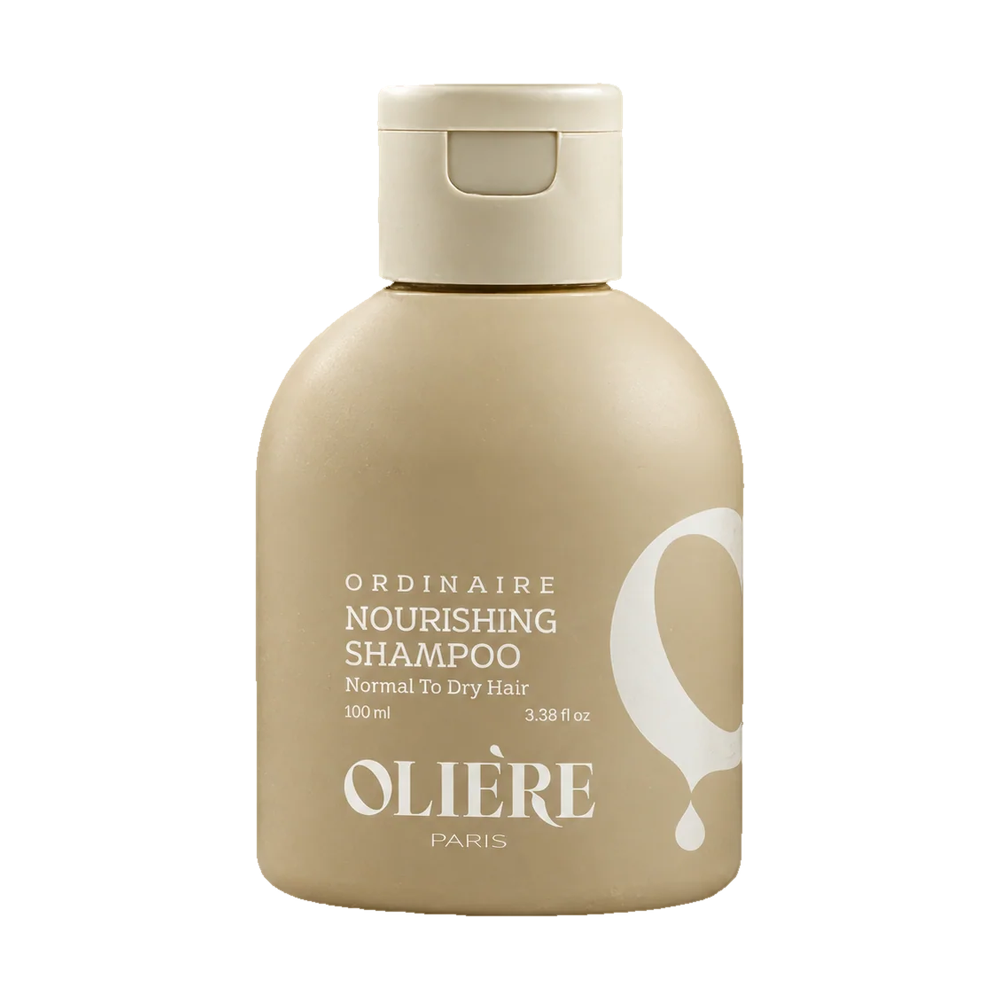 ORDINAIRE
NOURISHING
SHAMPOO
Normal To Dry Hair
100 ml 3.38 fl oz
OLIÈRE
PARIS